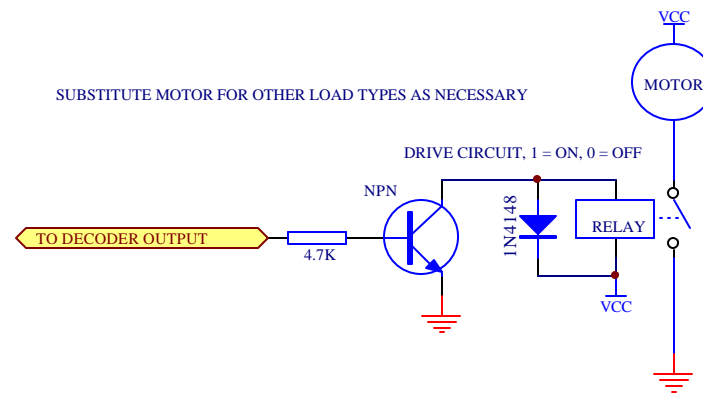 VCC
MOTOR
SUBSTITUTE MOTOR FOR OTHER LOAD TYPES AS NECESSARY
DRIVE CIRCUIT, 1 = ON, 0 = OFF
NPN
1N4148
RELAY
TO DECODER OUTPUT
4.7K
VCC